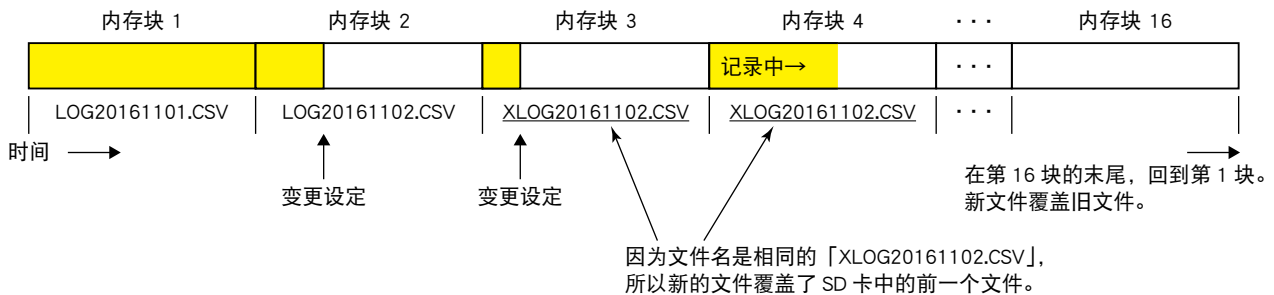 内存块 1 内存块 2 内存块 3 内存块 4 ・・・ 内存块 16
记录中→ ・・・
LOG20161101.CSV LOG20161102.CSV XLOG20161102.CSV XLOG20161102.CSV ・・・
时间
变更设定 变更设定
在第 16 块的末尾，回到第 1 块。
新文件覆盖旧文件。
因为文件名是相同的「XLOG20161102.CSV」，
所以新的文件覆盖了 SD 卡中的前一个文件。